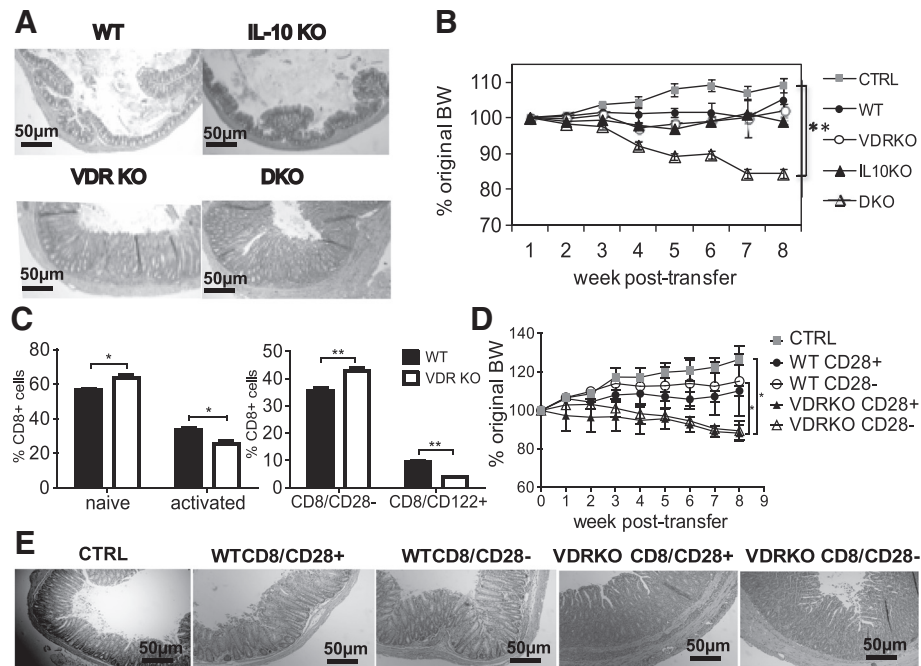 A
WT
IL-10 KO
50μm
50μm
VDR KO
DKO
50μm
50μm
B
% original BW
110
100
90
80
70
1 2 3 4 5 6 7 8
week post-transfer
CTRL
WT
VDRKO
IL10KO
DKO
**
C
% CD8+ cells
80
60
40
20
0
naive
activated
*
*
% CD8+ cells
50
40
30
20
10
0
CD8/CD28-
CD8/CD122+
**
**
WT
VDR KO
D
% original BW
140
120
100
80
60
0 1 2 3 4 5 6 7 8 9
week post-transfer
CTRL
WT CD28+
WT CD28-
VDRKO CD28+
VDRKO CD28-
*
*
E
CTRL
WTCD8/CD28+
WTCD8/CD28-
VDRKO CD8/CD28+
VDRKO CD8/CD28-
50μm
50μm
50μm
50μm
50μm